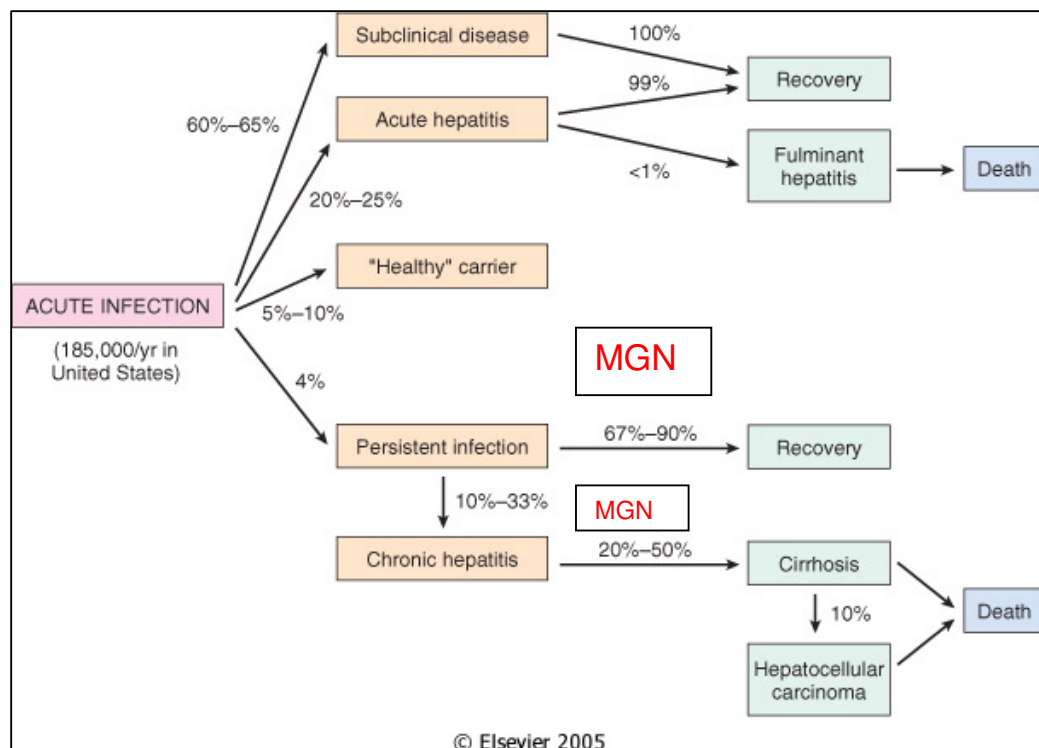 Subclinical disease
100%
Recovery
99%
Acute hepatitis
60%–65%
Fulminant
hepatitis
Death
<1%
20%–25%
"Healthy" carrier
ACUTE INFECTION
5%–10%
(185,000/yr in
United States)
MGN
4%
Persistent infection
67%–90%
Recovery
10%–33%
MGN
Chronic hepatitis
20%–50%
Cirrhosis
10%
Death
Hepatocellular
carcinoma
© Elsevier 2005